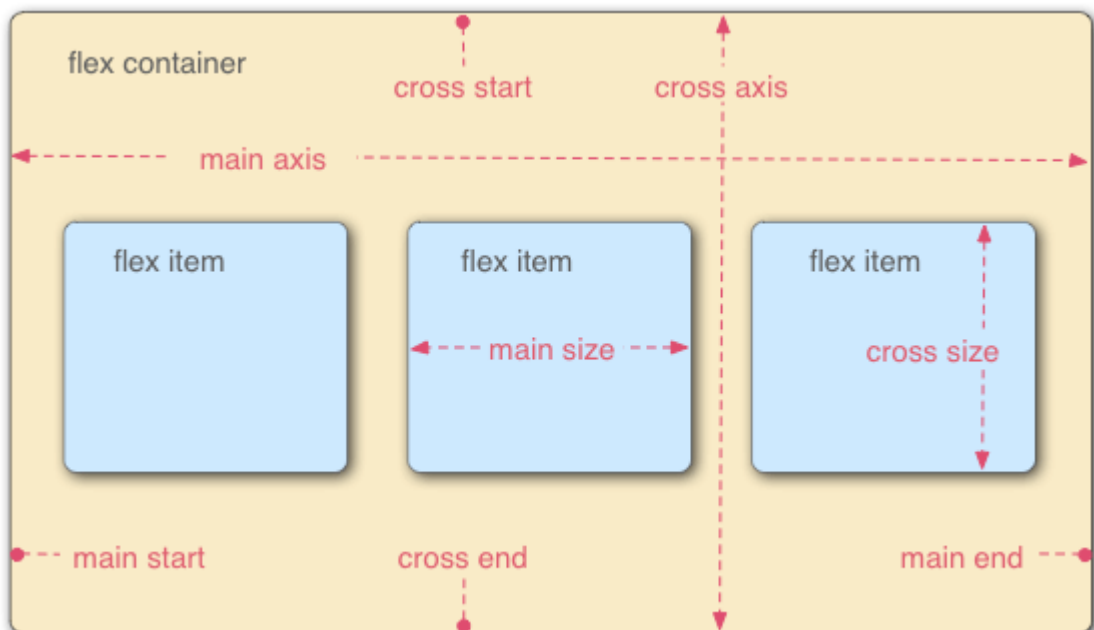 flex container
cross start
cross axis
main axis
flex item
flex item
flex item
main size
cross size
main start
cross end
main end